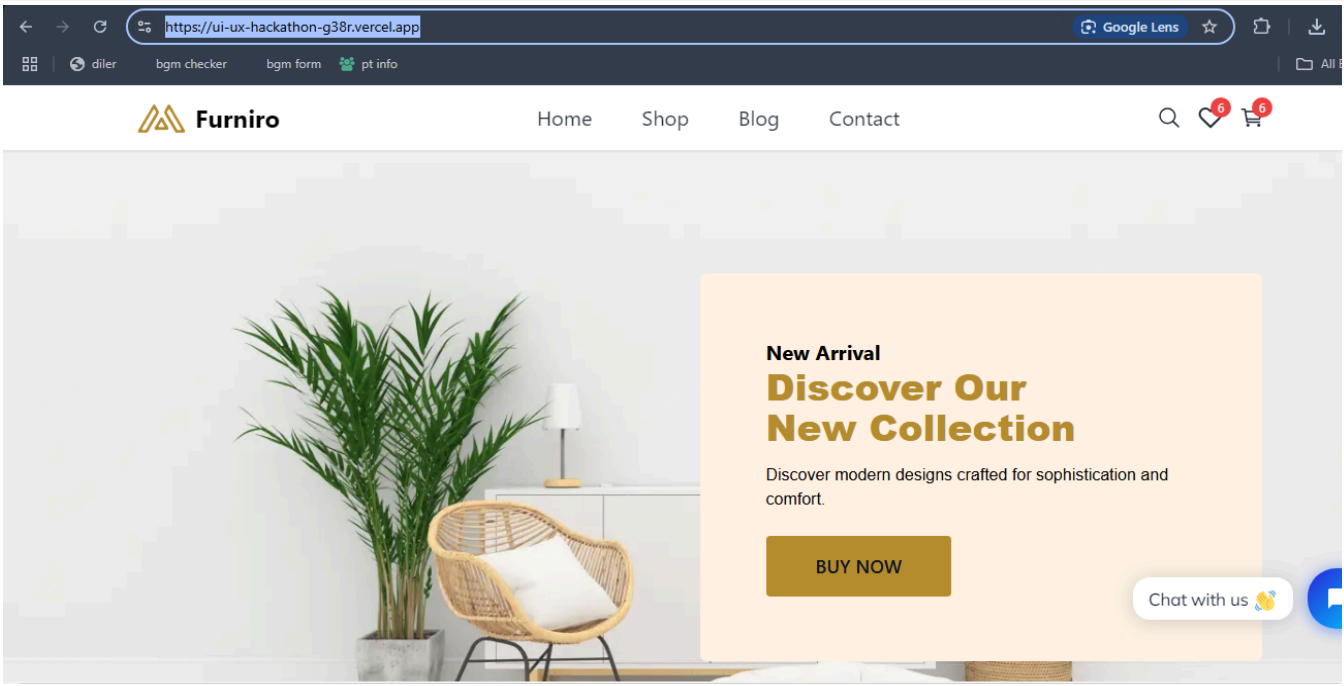 https://ui-ux-hackathon-g38r.vercel.app
Google Lens
diler
bgm checker
bgm form
pt info
All
Furniro
Home
Shop
Blog
Contact
6
6
New Arrival
Discover Our
New Collection
Discover modern designs crafted for sophistication and
comfort.
BUY NOW
Chat with us 👋